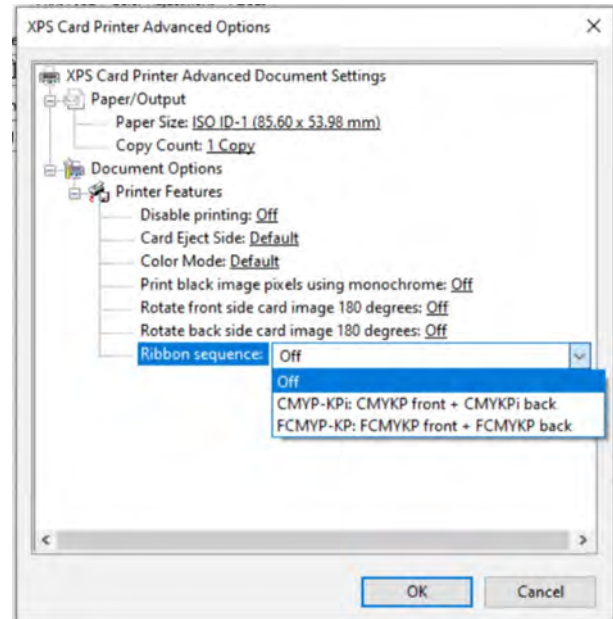 XPS Card Printer Advanced Options
XPS Card Printer Advanced Document Settings
Paper/Output
Paper Size: ISO ID-1 (85.60 x 53.98 mm)
Copy Count: 1 Copy
Document Options
Printer Features
Disable printing: Off
Card Eject Side: Default
Color Mode: Default
Print black image pixels using monochrome: Off
Rotate front side card image 180 degrees: Off
Rotate back side card image 180 degrees: Off
Ribbon sequence: Off
Off
CMYP-KPi: CMYKP front + CMYKPi back
FCMYP-KP: FCMYKP front + FCMYKP back
OK Cancel